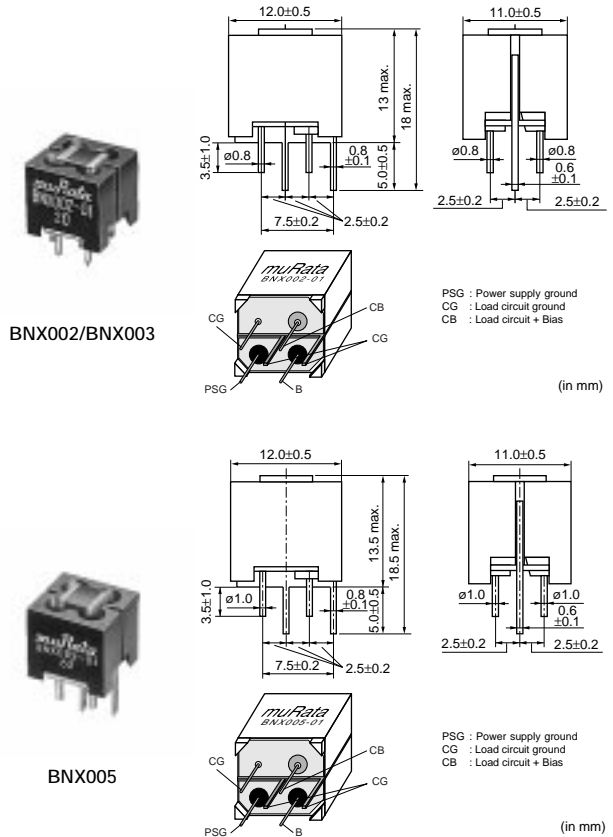 12.0±0.5
13 max.
18 max.
3.5±1.0
ø0.8
0.8
±0.1
5.0±0.5
7.5±0.2
2.5±0.2
11.0±0.5
ø0.8
ø0.8
0.6
±0.1
2.5±0.2
2.5±0.2
muRata
BNX002-01
20
BNX002/BNX003
muRata
BNX002-01
CG
CB
CG
PSG
B
PSG : Power supply ground
CG : Load circuit ground
CB : Load circuit + Bias
(in mm)
12.0±0.5
13.5 max.
18.5 max.
3.5±1.0
ø1.0
0.8
±0.1
5.0±0.5
7.5±0.2
2.5±0.2
11.0±0.5
ø1.0
ø1.0
0.6
±0.1
2.5±0.2
2.5±0.2
muRata
BNX005
muRata
BNX005-01
CG
CB
CG
PSG
B
PSG : Power supply ground
CG : Load circuit ground
CB : Load circuit + Bias
(in mm)